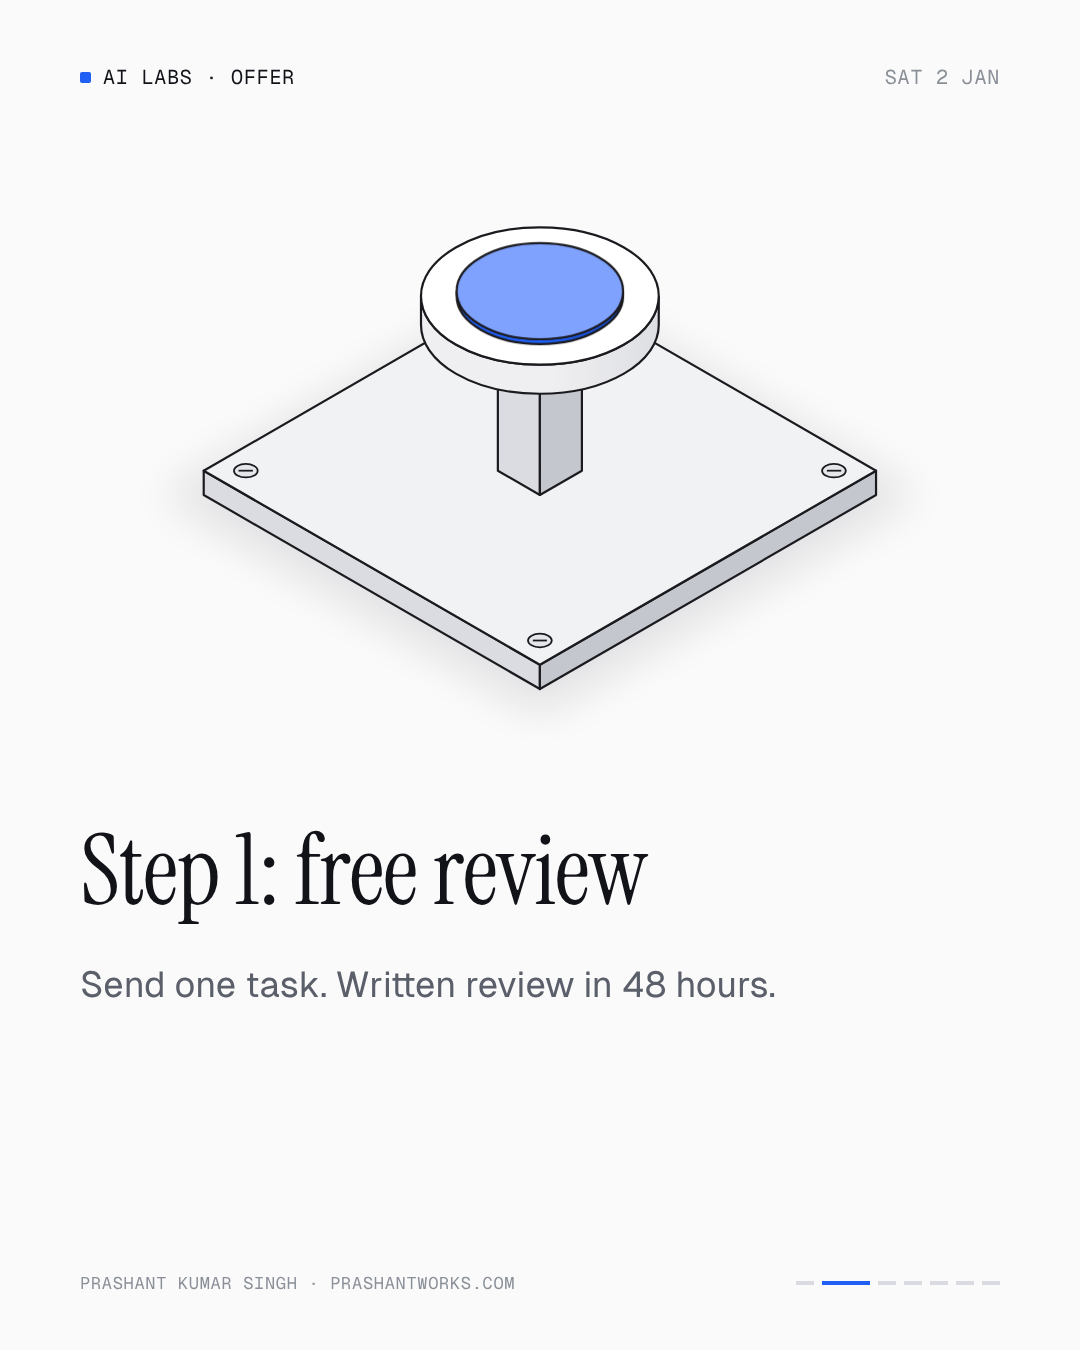 AI LABS · OFFER
SAT 2 JAN
Step 1: free review
Send one task. Written review in 48 hours.
PRASHANT KUMAR SINGH · PRASHANTWORKS.COM